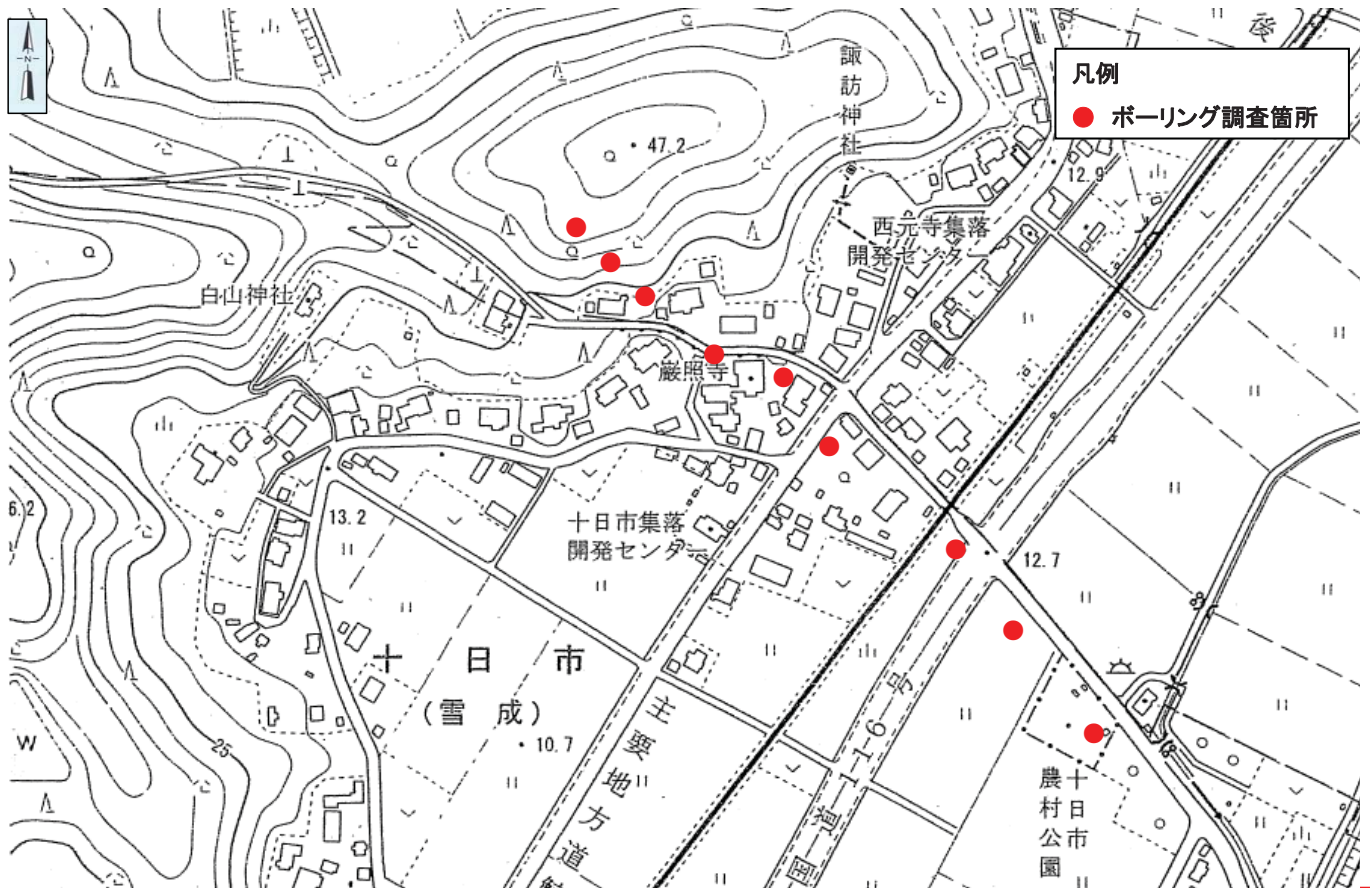 N
凡例
ボーリング調査箇所
後
諏訪神社
47.2
12.9
西元寺集落
開発センター
白山神社
巌照寺
6.2
13.2
十日市集落
開発センター
12.7
十日市
(雪成)
10.7
25
主要地方道
国道116号
十日市
農村公園